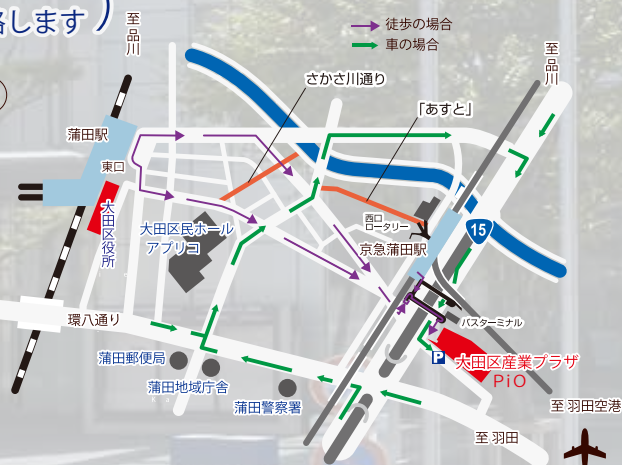 絡します）
至品川
徒歩の場合
車の場合
至品川
さかさ川通り
「あすと」
蒲田駅
東口
大田区役所
大田区民ホール
アプリコ
西口
ロータリー
京急蒲田駅
15
環八通り
バスターミナル
蒲田郵便局
蒲田地域庁舎
蒲田警察署
P
大田区産業プラザ
PiO
至 羽田空港
至 羽田